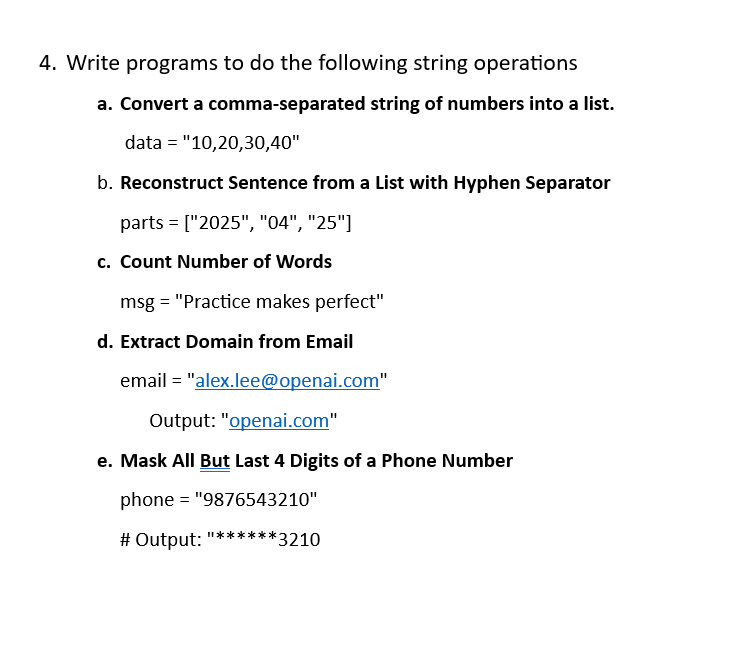 4. Write programs to do the following string operations
a. Convert a comma-separated string of numbers into a list.
data = "10,20,30,40"
b. Reconstruct Sentence from a List with Hyphen Separator
parts = ["2025", "04", "25"]
c. Count Number of Words
msg = "Practice makes perfect"
d. Extract Domain from Email
email = "alex.lee@openai.com"
Output: "openai.com"
e. Mask All But Last 4 Digits of a Phone Number
phone = "9876543210"
# Output: "******3210